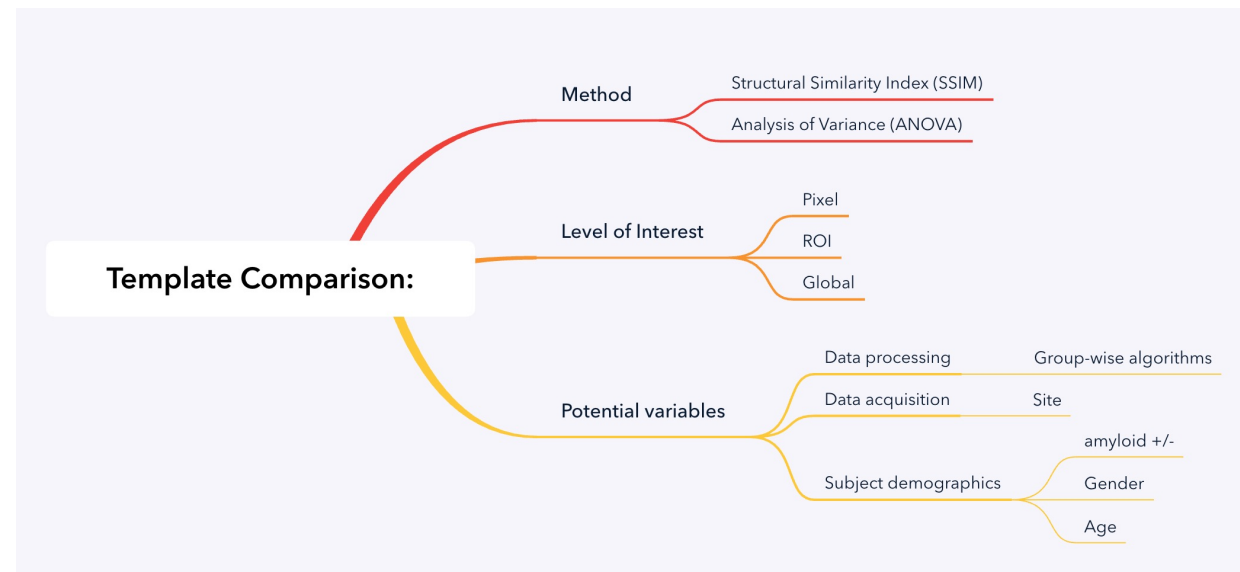 Template Comparison:
Method
Structural Similarity Index (SSIM)
Analysis of Variance (ANOVA)
Level of Interest
Pixel
ROI
Global
Potential variables
Data processing
Group-wise algorithms
Data acquisition
Site
Subject demographics
amyloid +/-
Gender
Age